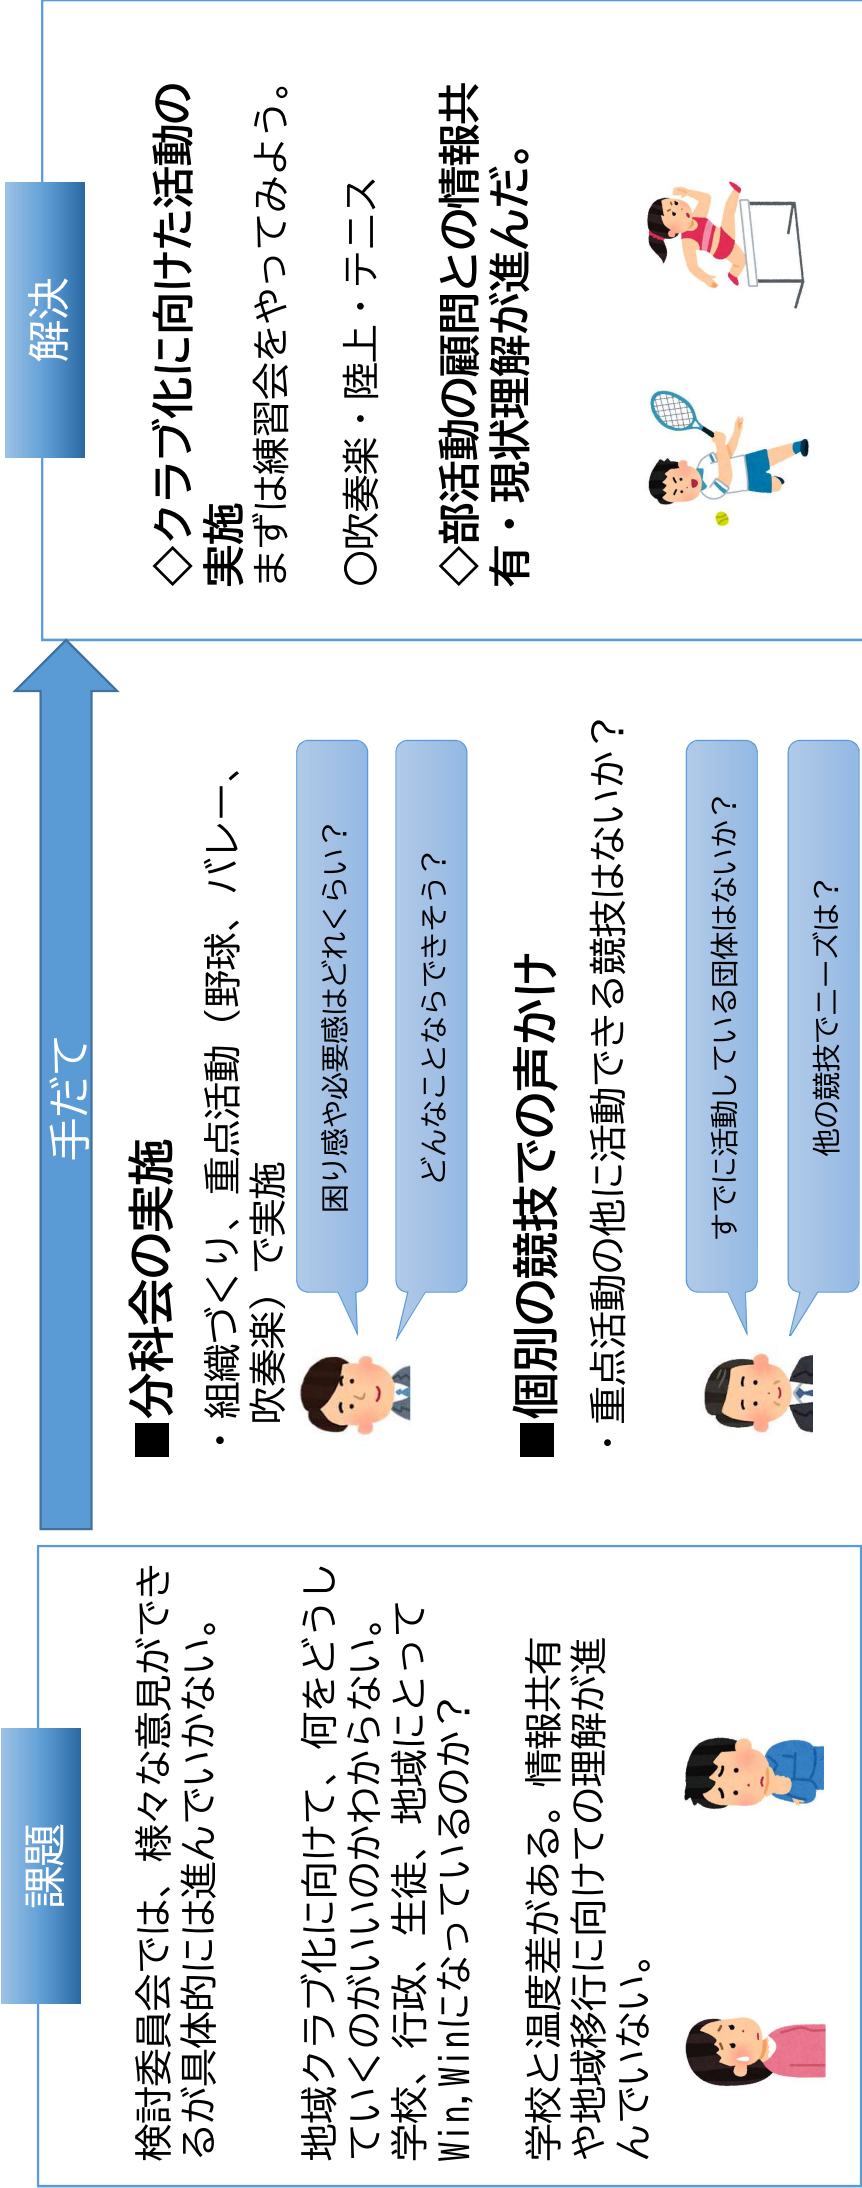 課題
検討委員会では、様々な意見ができ
るが具体的には進んでいかない。
地域クラブ化に向けて、何をどうし
ていくのがいいのかわからない。
学校、行政、生徒、地域にとって
Win,Winになっているのか？
学校と温度差がある。情報共有
や地域移行に向けての理解が進
んでいない。
手だて
■分科会の実施
・組織づくり、重点活動（野球、バレー、
吹奏楽）で実施
困り感や必要感はどれくらい？
どんなことならできそう？
■個別の競技での声かけ
・重点活動の他に活動できる競技はないか？
すでに活動している団体はないか？
他の競技でニーズは？
解決
◇クラブ化に向けた活動の
実施
まずは練習会をやってみよう。
〇吹奏楽・陸上・テニス
◇部活動の顧問との情報共
有・現状理解が進んだ。